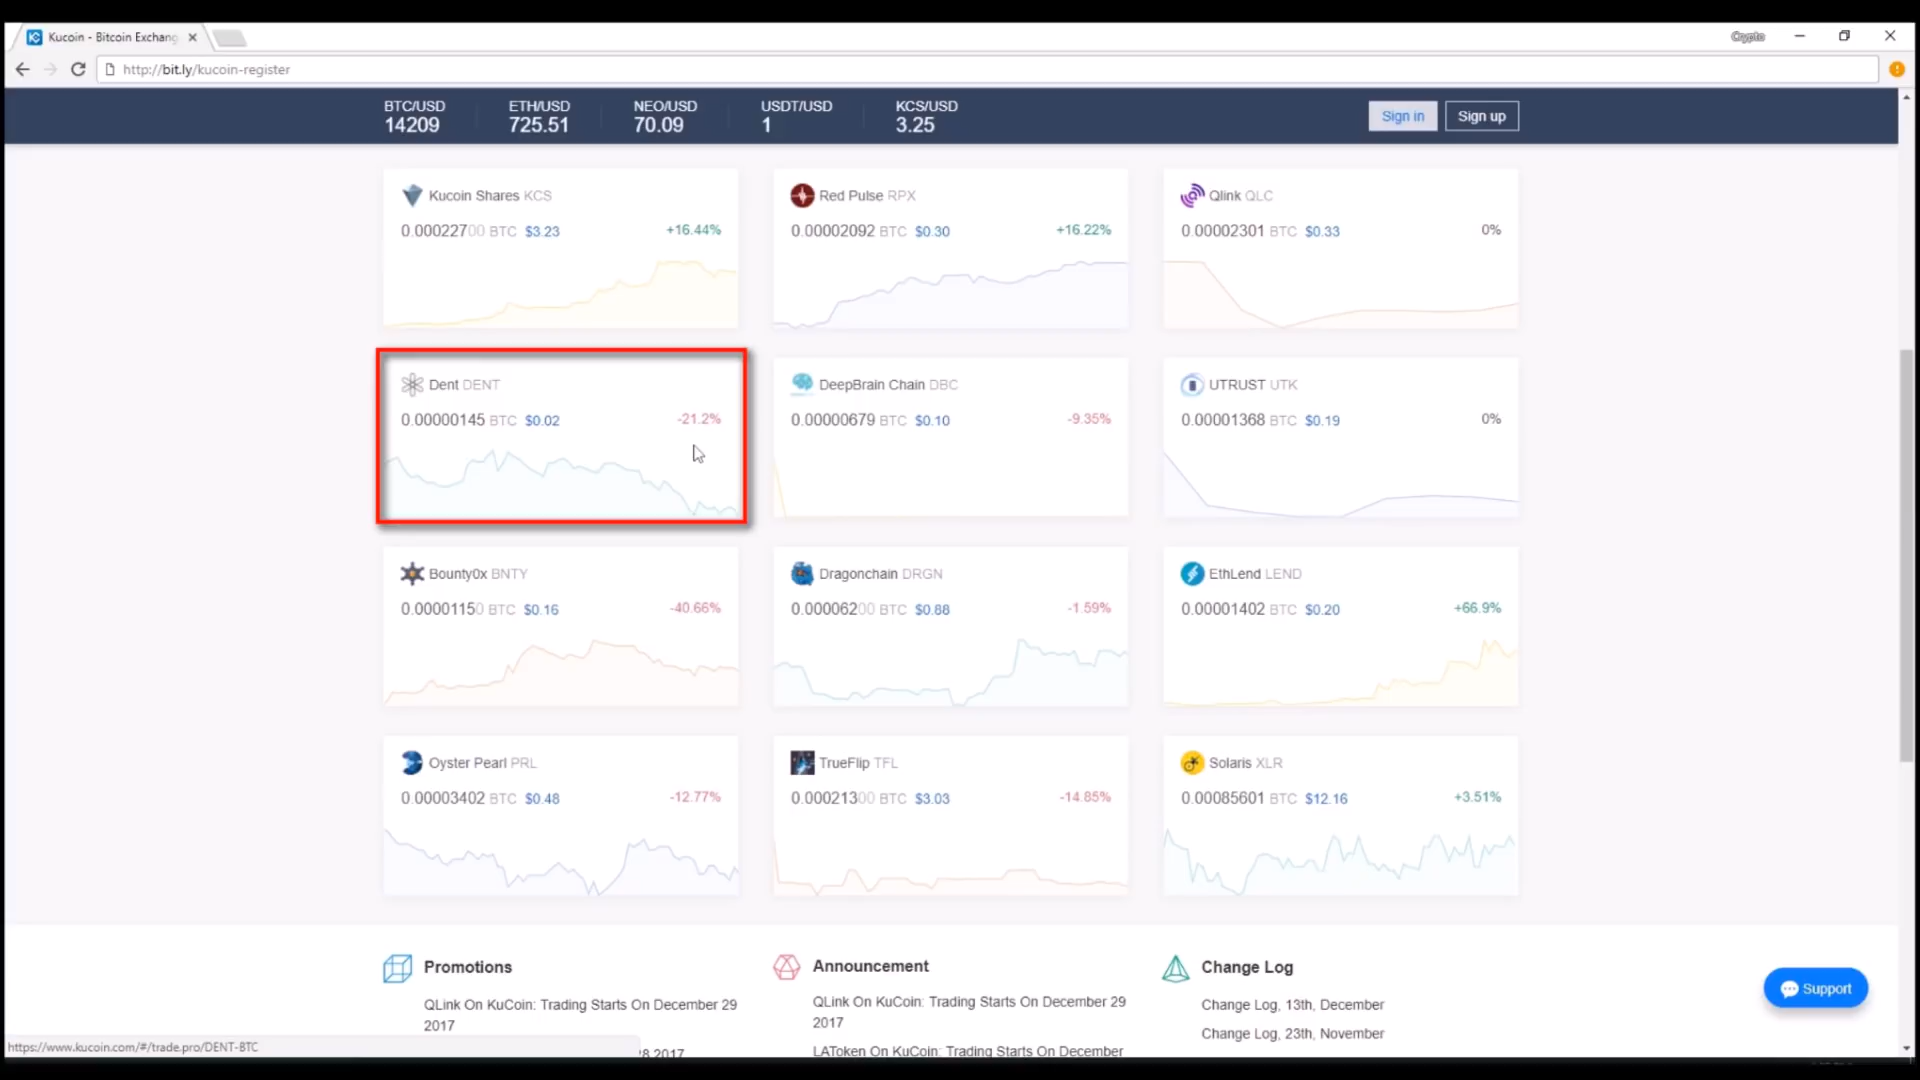 Kucoin - Bitcoin Exchang
Crypto
http://bit.ly/kucoin-register
BTC/USD ETH/USD NEO/USD USDT/USD KCS/USD
14209 725.51 70.09 1 3.25
Sign in Sign up
Kucoin Shares KCS
0.00022700 BTC $3.23 +16.44%
Red Pulse RPX
0.00002092 BTC $0.30 +16.22%
Qlink QLC
0.00002301 BTC $0.33 0%
Dent DENT
0.00000145 BTC $0.02 -21.2%
DeepBrain Chain DBC
0.00000679 BTC $0.10 -9.35%
UTRUST UTK
0.00001368 BTC $0.19 0%
Bounty0x BNTY
0.00001150 BTC $0.16 -40.66%
Dragonchain DRGN
0.00006200 BTC $0.88 -1.59%
EthLend LEND
0.00001402 BTC $0.20 +66.9%
Oyster Pearl PRL
0.00003402 BTC $0.48 -12.77%
TrueFlip TFL
0.00021300 BTC $3.03 -14.85%
Solaris XLR
0.00085601 BTC $12.16 +3.51%
Promotions
QLink On KuCoin: Trading Starts On December 29
2017
8 2017
Announcement
QLink On KuCoin: Trading Starts On December 29
2017
LAToken On KuCoin: Trading Starts On December
Change Log
Change Log, 13th, December
Change Log, 23th, November
Support
https://www.kucoin.com/#/trade.pro/DENT-BTC